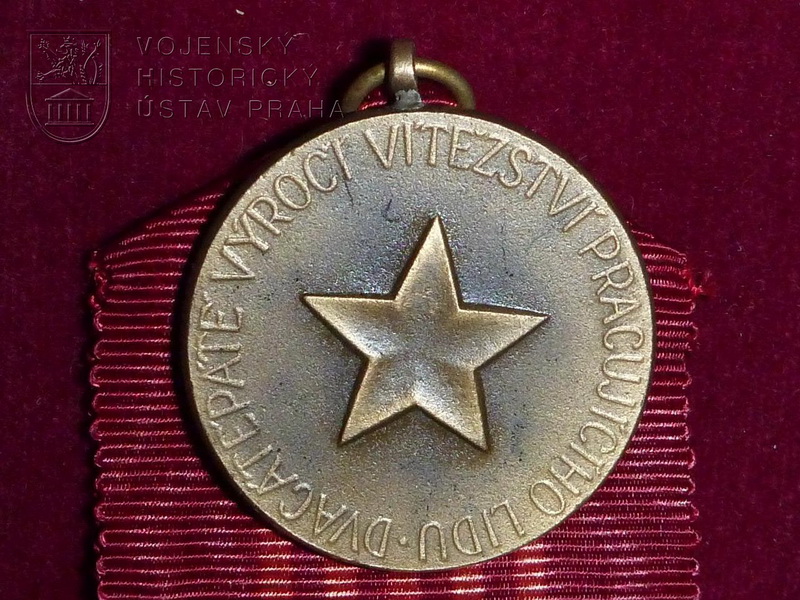 VOJENSKÝ
HISTORICKÝ
ÚSTAV PRAHA
DVACÁTÉPÁTÉ VÝROČÍ VÍTĚZSTVÍ PRACUJÍCÍHO LIDU ·